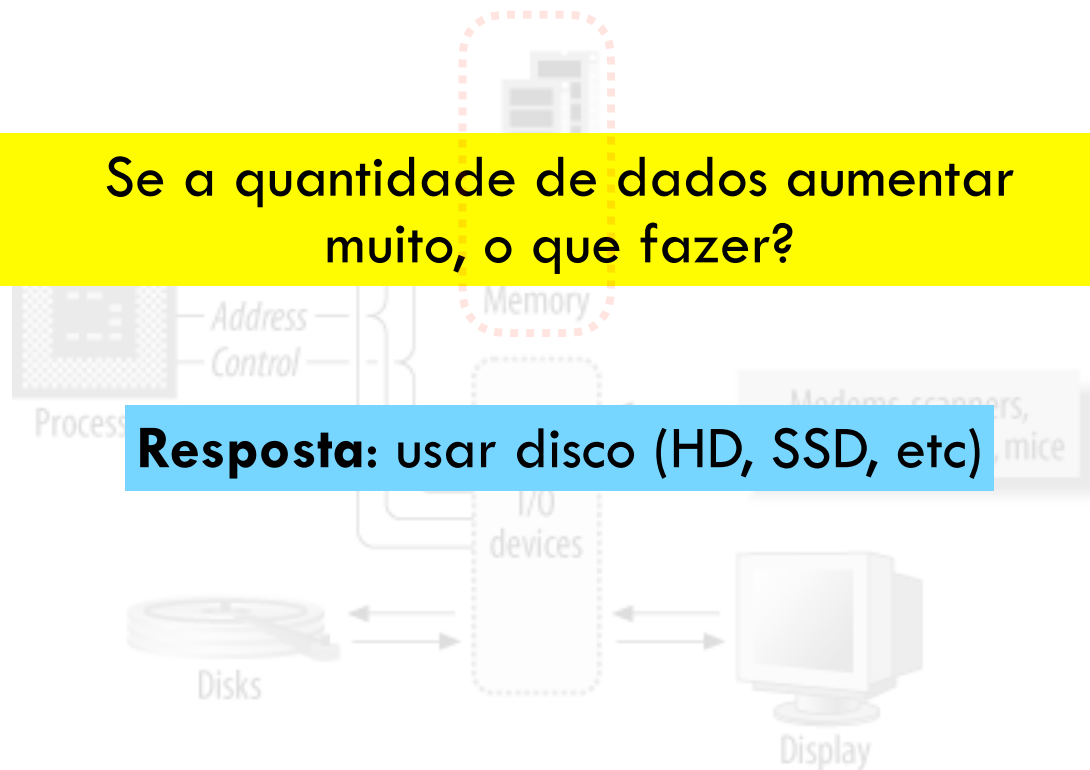 Se a quantidade de dados aumentar
muito, o que fazer?
Memory
Address
Control
Process
Modems, scanners,
mice
Resposta: usar disco (HD, SSD, etc)
I/O
devices
Disks
Display